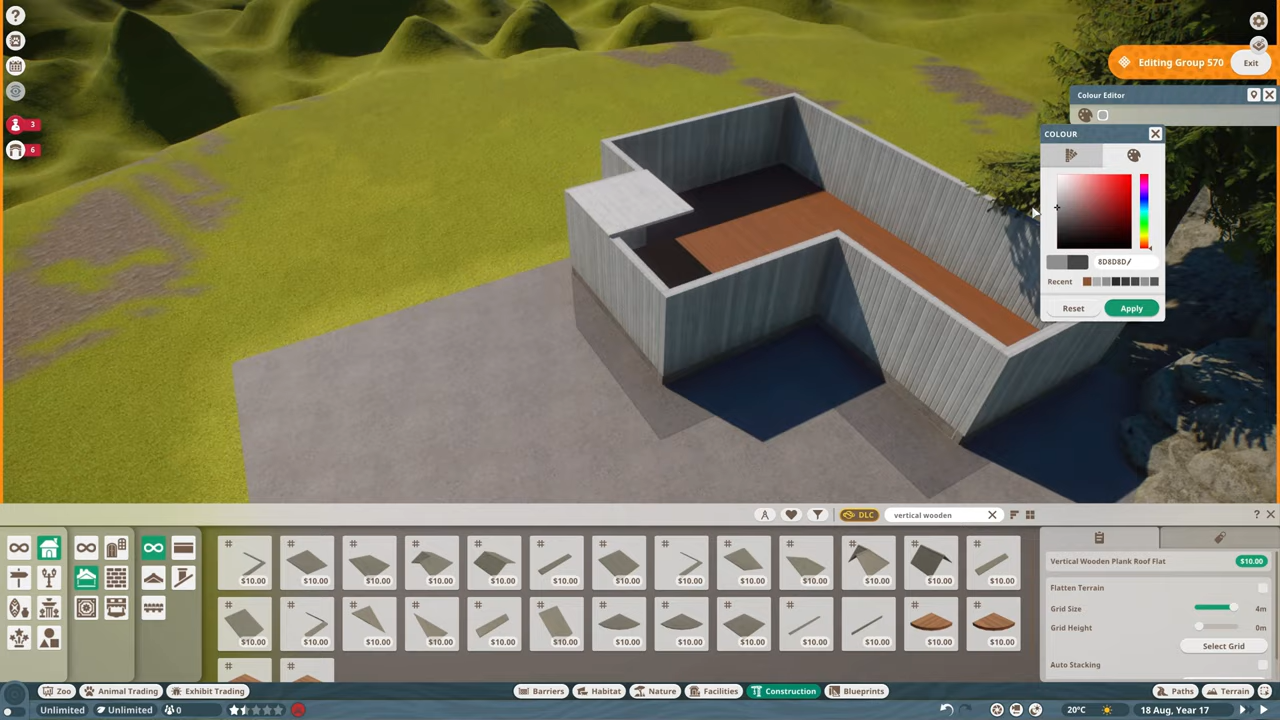 ?
Editing Group 570
Exit
Colour Editor
COLOUR
3
6
8D8D8D/
Recent
Reset
Apply
DLC
vertical wooden
?
$10.00 $10.00 $10.00 $10.00 $10.00 $10.00 $10.00 $10.00 $10.00 $10.00 $10.00 $10.00 $10.00
$10.00 $10.00 $10.00 $10.00 $10.00 $10.00 $10.00 $10.00 $10.00 $10.00 $10.00 $10.00 $10.00
Vertical Wooden Plank Roof Flat
$10.00
Flatten Terrain
Grid Size
4m
Grid Height
0m
Select Grid
Auto Stacking
Zoo
Animal Trading
Exhibit Trading
Barriers
Habitat
Nature
Facilities
Construction
Blueprints
Paths
Terrain
Unlimited
Unlimited
0
20°C
18 Aug, Year 17